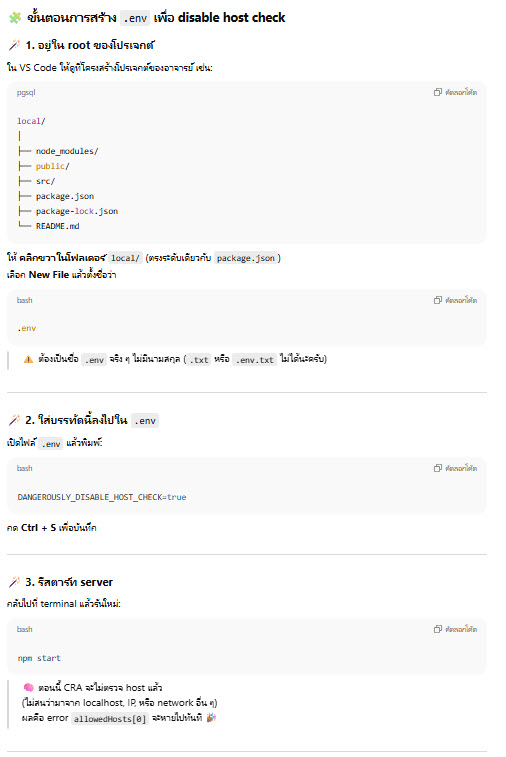 🧩 ขั้นตอนการสร้าง .env เพื่อ disable host check
🪄 1. อยู่ใน root ของโปรเจกต์
ใน VS Code ให้ดูที่โครงสร้างโปรเจกต์ของอาจารย์ เช่น:
pgsql คัดลอกโค้ด
local/
│
├── node_modules/
├── public/
├── src/
├── package.json
├── package-lock.json
└── README.md
ให้ คลิกขวาในโฟลเดอร์ local/ (ตรงระดับเดียวกับ package.json)
เลือก New File แล้วตั้งชื่อว่า
bash คัดลอกโค้ด
.env
⚠️ ต้องเป็นชื่อ .env จริง ๆ ไม่มีนามสกุล (.txt หรือ .env.txt ไม่ได้นะครับ)
🪄 2. ใส่บรรทัดนี้ลงไปใน .env
เปิดไฟล์ .env แล้วพิมพ์:
bash คัดลอกโค้ด
DANGEROUSLY_DISABLE_HOST_CHECK=true
กด Ctrl + S เพื่อบันทึก
🪄 3. รีสตาร์ท server
กลับไปที่ terminal แล้วรันใหม่:
bash คัดลอกโค้ด
npm start
🧠 ตอนนี้ CRA จะไม่ตรวจ host แล้ว
(ไม่สนว่ามาจาก localhost, IP, หรือ network อื่น ๆ)
ผลคือ error allowedHosts[0] จะหายไปทันที 🎉